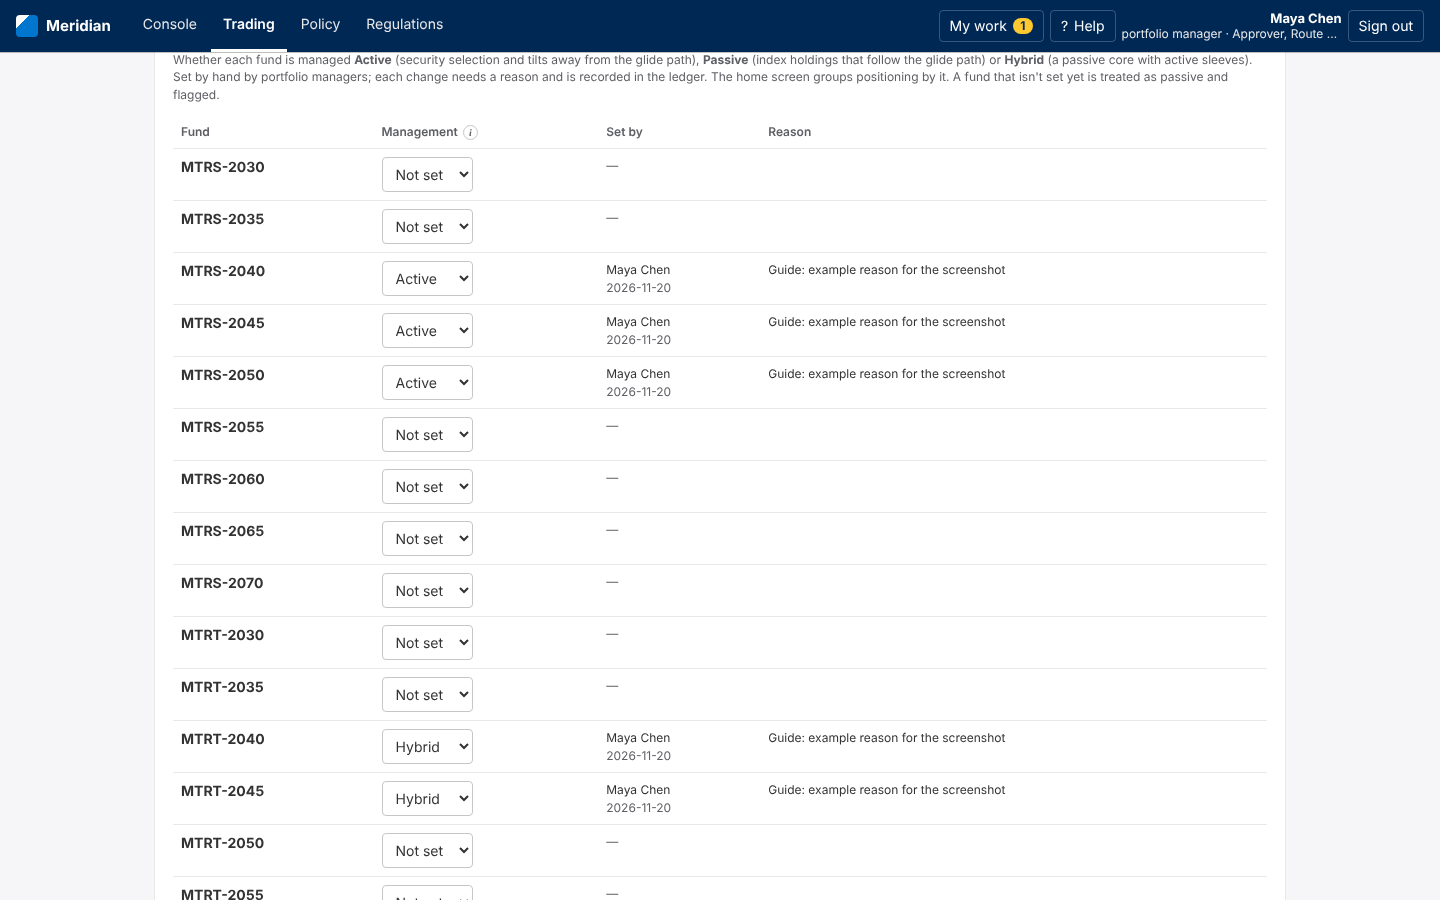 Meridian Console Trading Policy Regulations My work 1 ? Help Maya Chen Sign out
portfolio manager · Approver, Route ...
Whether each fund is managed Active (security selection and tilts away from the glide path), Passive (index holdings that follow the glide path) or Hybrid (a passive core with active sleeves).
Set by hand by portfolio managers; each change needs a reason and is recorded in the ledger. The home screen groups positioning by it. A fund that isn't set yet is treated as passive and
flagged.
Fund Management i Set by Reason
MTRS-2030 Not set —
MTRS-2035 Not set —
MTRS-2040 Active Maya Chen Guide: example reason for the screenshot
2026-11-20
MTRS-2045 Active Maya Chen Guide: example reason for the screenshot
2026-11-20
MTRS-2050 Active Maya Chen Guide: example reason for the screenshot
2026-11-20
MTRS-2055 Not set —
MTRS-2060 Not set —
MTRS-2065 Not set —
MTRS-2070 Not set —
MTRT-2030 Not set —
MTRT-2035 Not set —
MTRT-2040 Hybrid Maya Chen Guide: example reason for the screenshot
2026-11-20
MTRT-2045 Hybrid Maya Chen Guide: example reason for the screenshot
2026-11-20
MTRT-2050 Not set —
MTRT-2055 —